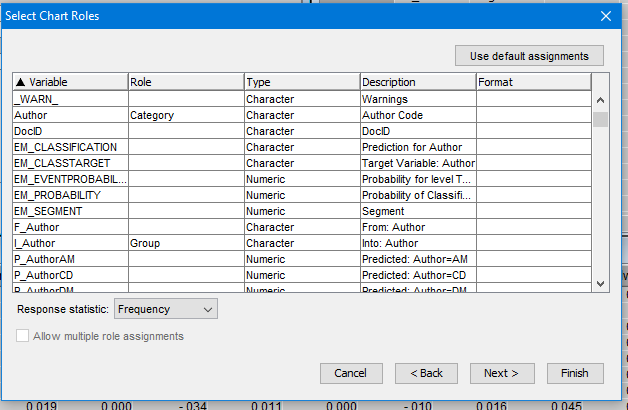 Select Chart Roles
Use default assignments
▲ Variable Role Type Description Format
_WARN_ Character Warnings
Author Category Character Author Code
DocID Character DocID
EM_CLASSIFICATION Character Prediction for Author
EM_CLASSTARGET Character Target Variable: Author
EM_EVENTPROBABIL... Numeric Probability for level T...
EM_PROBABILITY Numeric Probability of Classifi...
EM_SEGMENT Numeric Segment
F_Author Character From: Author
I_Author Group Character Into: Author
P_AuthorAM Numeric Predicted: Author=AM
P_AuthorCD Numeric Predicted: Author=CD
P_AuthorDM Numeric Predicted: Author=DM
Response statistic: Frequency
Allow multiple role assignments
Cancel < Back Next > Finish
0.019 0.000 -.034 0.011 0.000 -.010 0.016 0.045